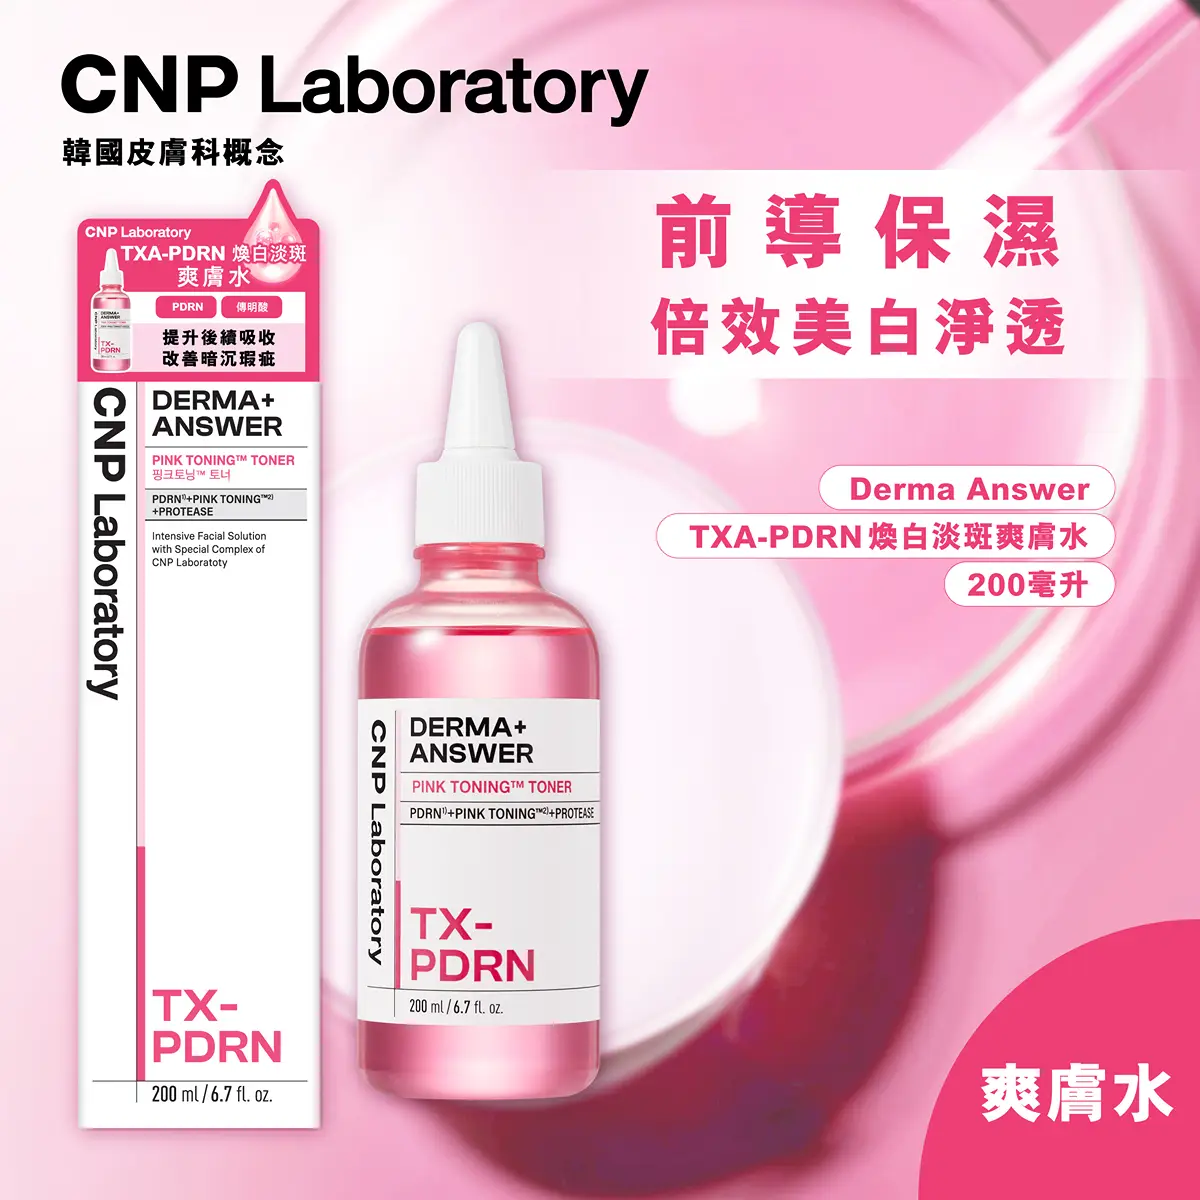 CNP Laboratory
韓國皮膚科概念
前導保濕
倍效美白淨透
CNP Laboratory
TXA-PDRN 煥白淡斑
爽膚水
PDRN
傳明酸
提升後續吸收
改善暗沉瑕疵
DERMA+
ANSWER
TX-
PDRN
CNP Laboratory
CNP Laboratory
DERMA+
ANSWER
PINK TONING™ TONER
핑크토닝™ 토너
PDRN¹⁾+PINK TONING™²⁾
+PROTEASE
Intensive Facial Solution
with Special Complex of
CNP Laboratoty
TX-
PDRN
200 ml / 6.7 fl. oz.
CNP Laboratory
DERMA+
ANSWER
PINK TONING™ TONER
PDRN¹⁾+PINK TONING™²⁾+PROTEASE
TX-
PDRN
200 ml / 6.7 fl. oz.
Derma Answer
TXA-PDRN 煥白淡斑爽膚水
200毫升
爽膚水